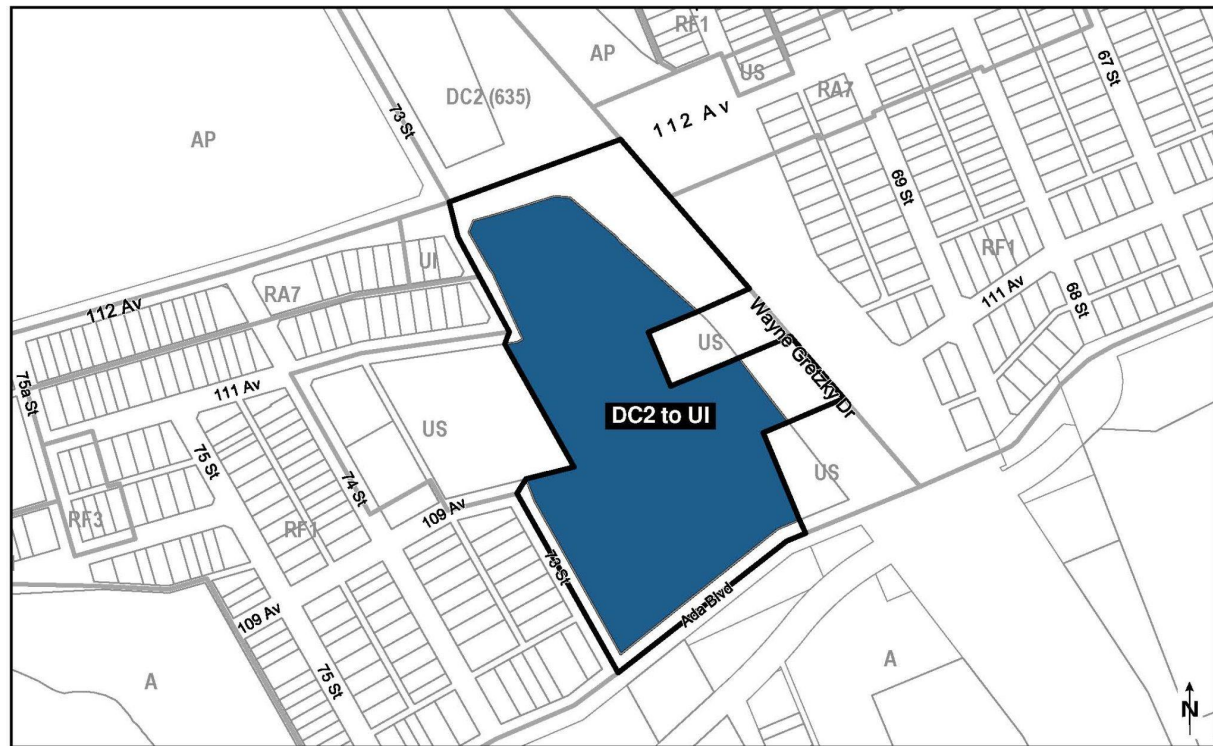 RF1
AP
US
67 St
DC2 (635)
RA7
73 St
112 Av
AP
69 St
RF1
UI
111 Av
68 St
RA7
112 Av
Wayne Gretzky Dr
US
75a St
111 Av
DC2 to UI
US
75 St
US
74 St
RF3
109 Av
RF1
73 St
109 Av
Ada Blvd
A
75 St
A
N